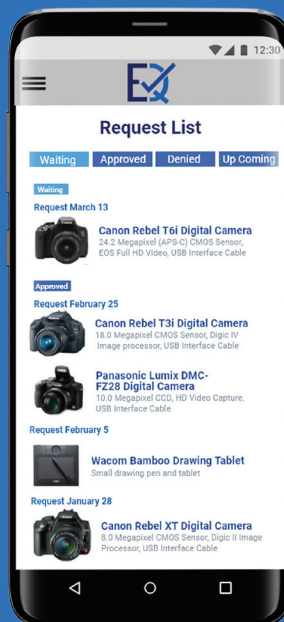 12:30
EQ
Request List
Waiting
Approved
Denied
Up Coming
Waiting
Request March 13
Canon Rebel T6i Digital Camera
24.2 Megapixel (APS-C) CMOS Sensor,
EOS Full HD Video, USB Interface Cable
Approved
Request February 25
Canon Rebel T3i Digital Camera
18.0 Megapixel CMOS Sensor, Digic IV
Image processor, USB Interface Cable
Panasonic Lumix DMC-
FZ28 Digital Camera
10.0 Megapixel CCD, HD Video Capture,
USB Interface Cable
Request February 5
Wacom Bamboo Drawing Tablet
Small drawing pen and tablet
Request January 28
Canon Rebel XT Digital Camera
8.0 Megapixel CMOS Sensor, Digic II Image
Processor, USB Interface Cable